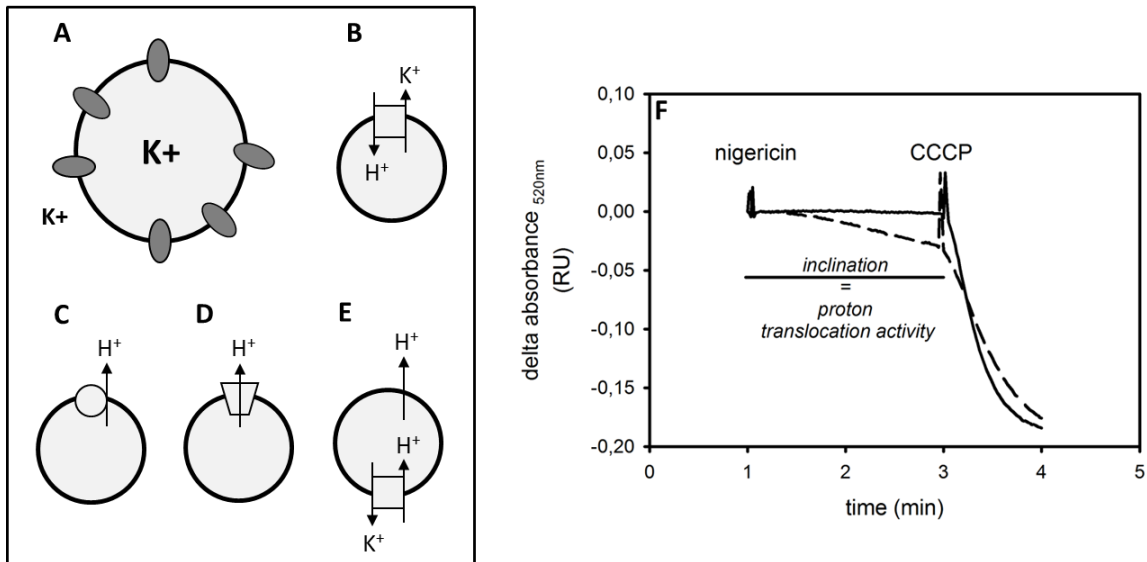 A
K+
K+
B
K+
H+
C
H+
D
H+
E
H+
H+
K+
F
nigericin
CCCP
inclination
=
proton
translocation activity
0,10
0,05
0,00
-0,05
-0,10
-0,15
-0,20
delta absorbance 520nm
(RU)
0
1
2
3
4
5
time (min)